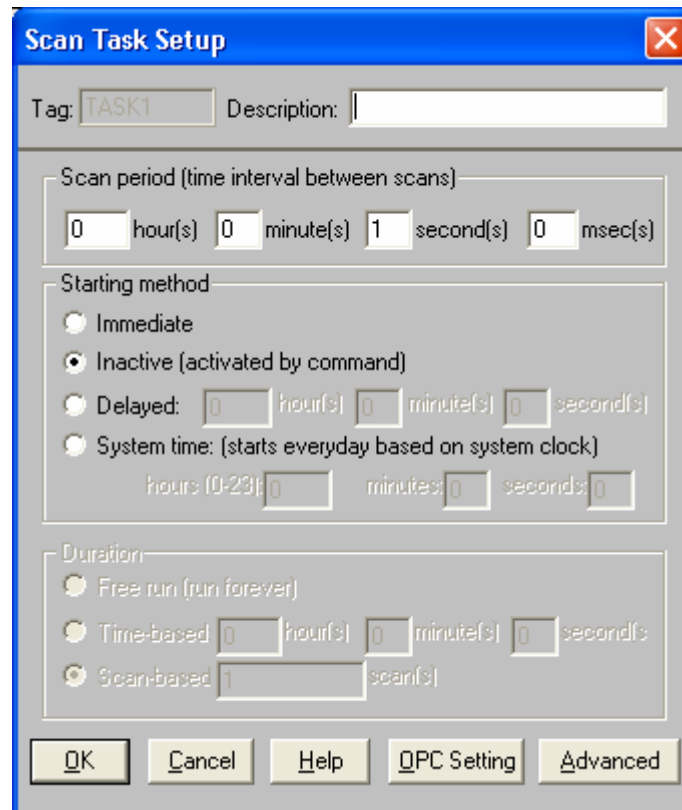 Scan Task Setup
Tag: TASK1 Description:
Scan period (time interval between scans)
0 hour(s) 0 minute(s) 1 second(s) 0 msec(s)
Starting method
Immediate
Inactive (activated by command)
Delayed: 0 hour(s) 0 minute(s) 0 second(s)
System time: (starts everyday based on system clock)
hours (0-23): 0 minutes: 0 seconds: 0
Duration
Free run (run forever)
Time-based 0 hour(s) 0 minute(s) 0 second(s
Scan-based 1 scan(s)
OK Cancel Help OPC Setting Advanced